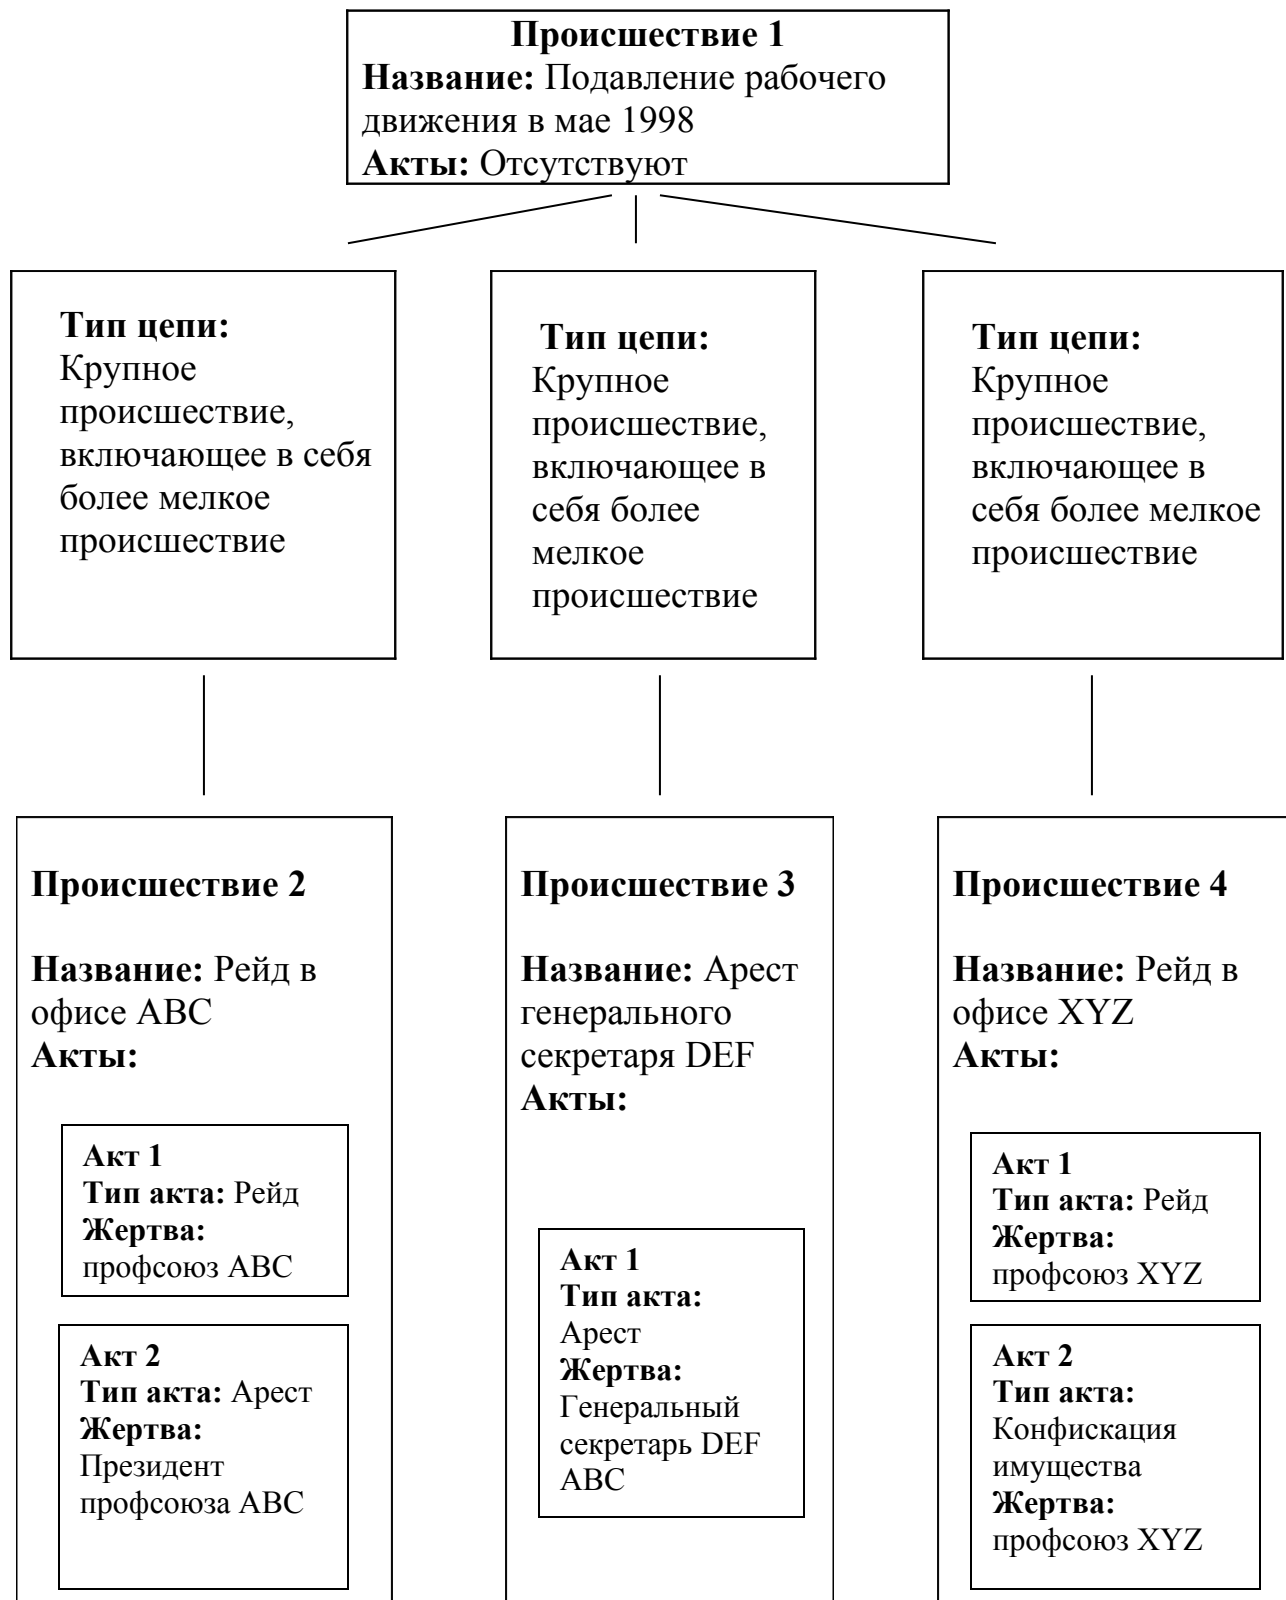 Происшествие 1
Название: Подавление рабочего
движения в мае 1998
Акты: Отсутствуют
Тип цепи:
Крупное
происшествие,
включающее в себя
более мелкое
происшествие
Тип цепи:
Крупное
происшествие,
включающее в
себя более
мелкое
происшествие
Тип цепи:
Крупное
происшествие,
включающее в
себя более мелкое
происшествие
Происшествие 2
Название: Рейд в
офисе ABC
Акты:
Акт 1
Тип акта: Рейд
Жертва:
профсоюз ABC
Акт 2
Тип акта: Арест
Жертва:
Президент
профсоюза ABC
Происшествие 3
Название: Арест
генерального
секретаря DEF
Акты:
Акт 1
Тип акта:
Арест
Жертва:
Генеральный
секретарь DEF
ABC
Происшествие 4
Название: Рейд в
офисе XYZ
Акты:
Акт 1
Тип акта: Рейд
Жертва:
профсоюз XYZ
Акт 2
Тип акта:
Конфискация
имущества
Жертва:
профсоюз XYZ